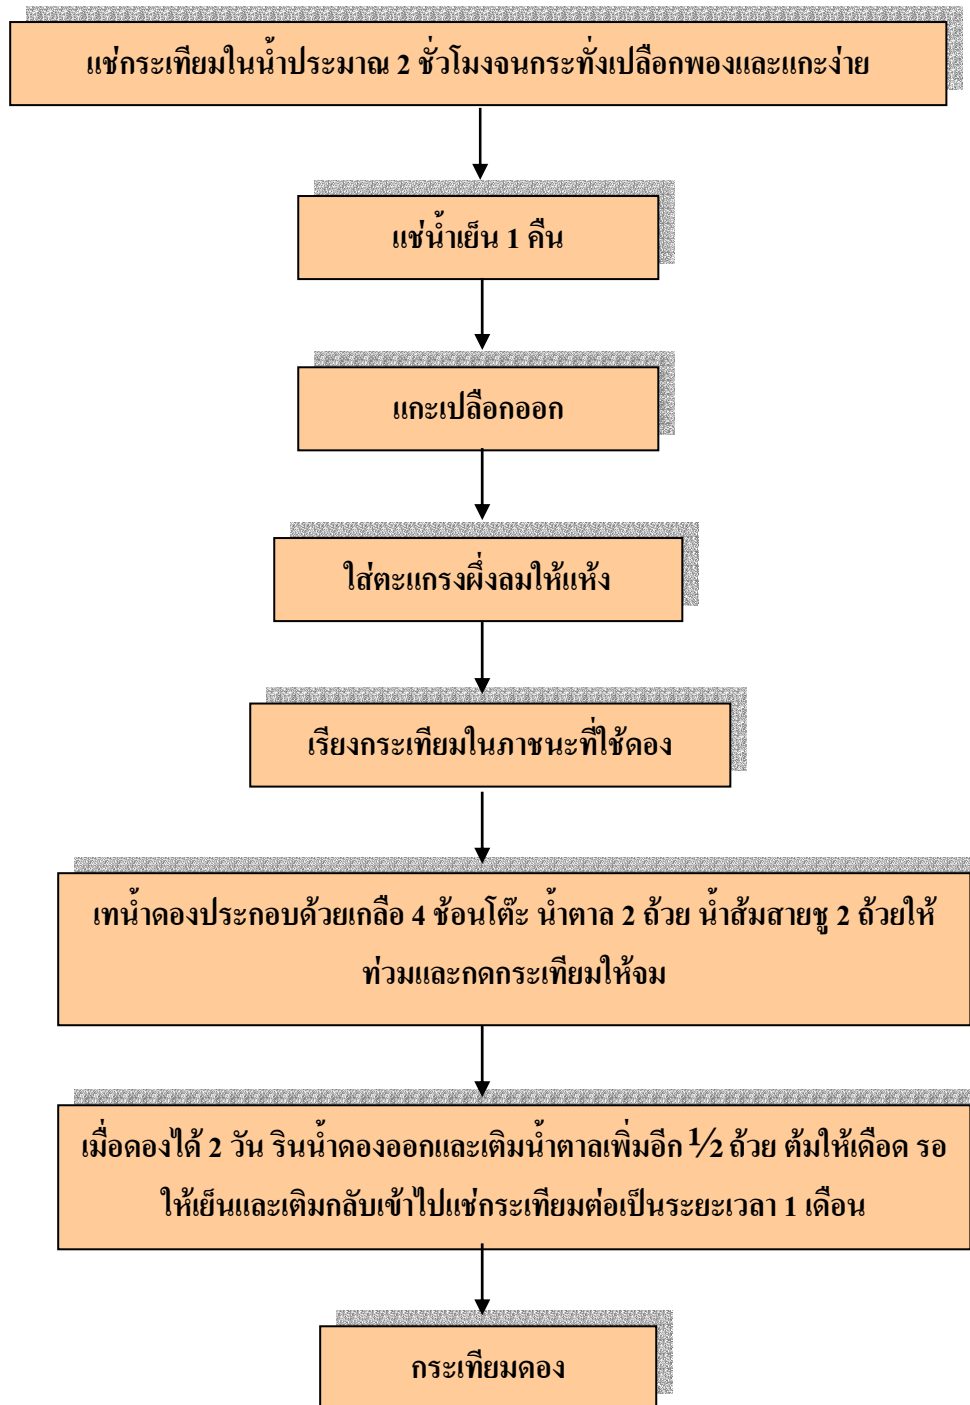 แช่กระเทียมในน้ำประมาณ 2 ชั่วโมงจนกระทั่งเปลือกพองและแกะง่าย
แช่น้ำเย็น 1 คืน
แกะเปลือกออก
ใส่ตะแกรงผึ่งลมให้แห้ง
เรียงกระเทียมในภาชนะที่ใช้ดอง
เทน้ำดองประกอบด้วยเกลือ 4 ช้อนโต๊ะ น้ำตาล 2 ถ้วย น้ำส้มสายชู 2 ถ้วยให้
ท่วมและกดกระเทียมให้จม
เมื่อดองได้ 2 วัน รินน้ำดองออกและเติมน้ำตาลเพิ่มอีก ½ ถ้วย ต้มให้เดือด รอ
ให้เย็นและเติมกลับเข้าไปแช่กระเทียมต่อเป็นระยะเวลา 1 เดือน
กระเทียมดอง